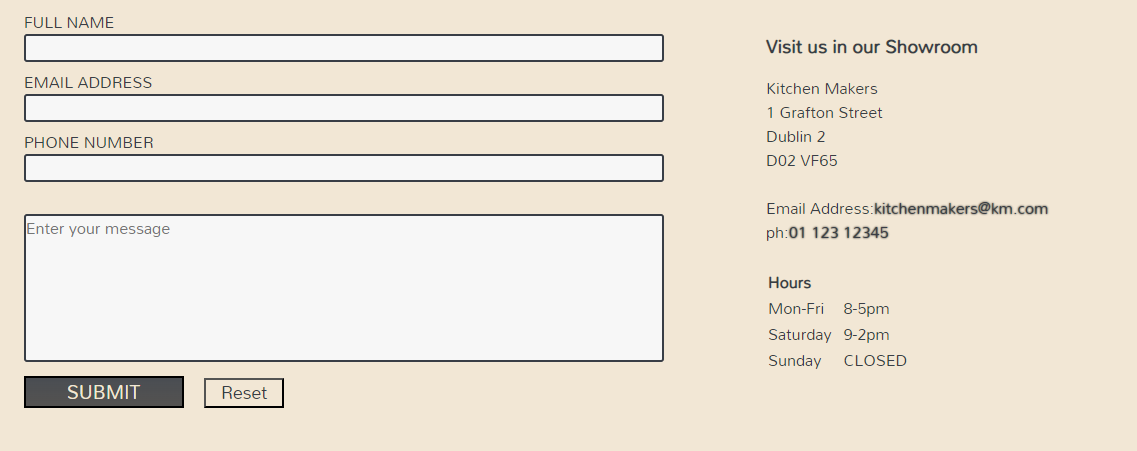 FULL NAME
EMAIL ADDRESS
PHONE NUMBER
Enter your message
SUBMIT Reset
Visit us in our Showroom
Kitchen Makers
1 Grafton Street
Dublin 2
D02 VF65
Email Address:kitchenmakers@km.com
ph:01 123 12345
Hours
Mon-Fri 8-5pm
Saturday 9-2pm
Sunday CLOSED